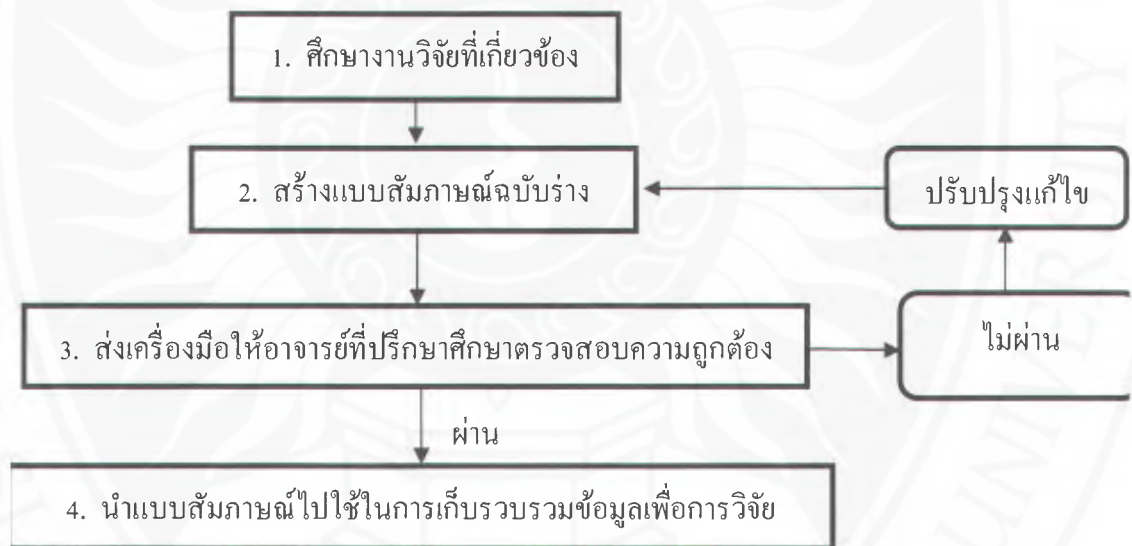 1. ศึกษางานวิจัยที่เกี่ยวข้อง
2. สร้างแบบสัมภาษณ์ฉบับร่าง
ปรับปรุงแก้ไข
3. ส่งเครื่องมือให้อาจารย์ที่ปรึกษาศึกษาตรวจสอบความถูกต้อง
ไม่ผ่าน
ผ่าน
4. นำแบบสัมภาษณ์ไปใช้ในการเก็บรวบรวมข้อมูลเพื่อการวิจัย
UNIVERSITY